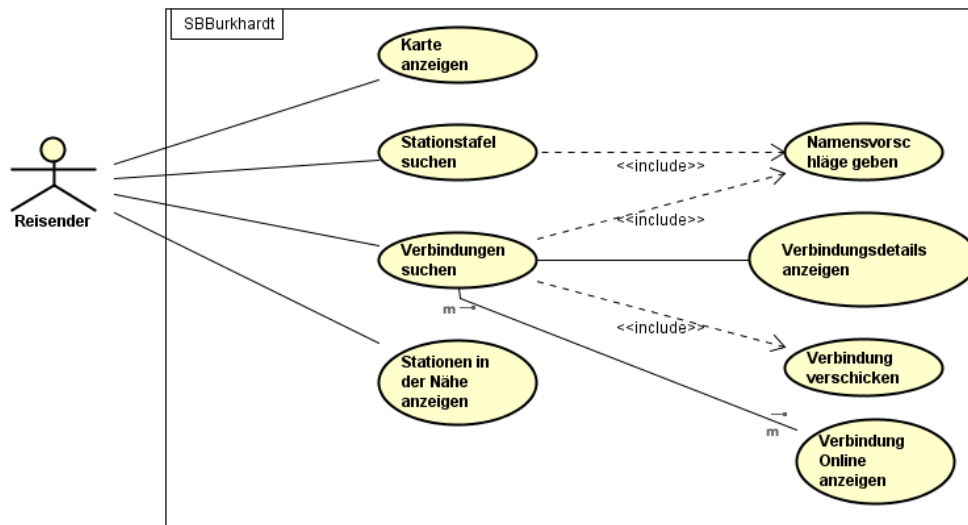 SBBurkhardt
Karte
anzeigen
Stationstafel
suchen
<<include>>
Namensvorsc
hläge geben
Reisender
<<include>>
Verbindungen
suchen
Verbindungsdetails
anzeigen
m
<<include>>
Stationen in
der Nähe
anzeigen
Verbindung
verschicken
m
Verbindung
Online
anzeigen